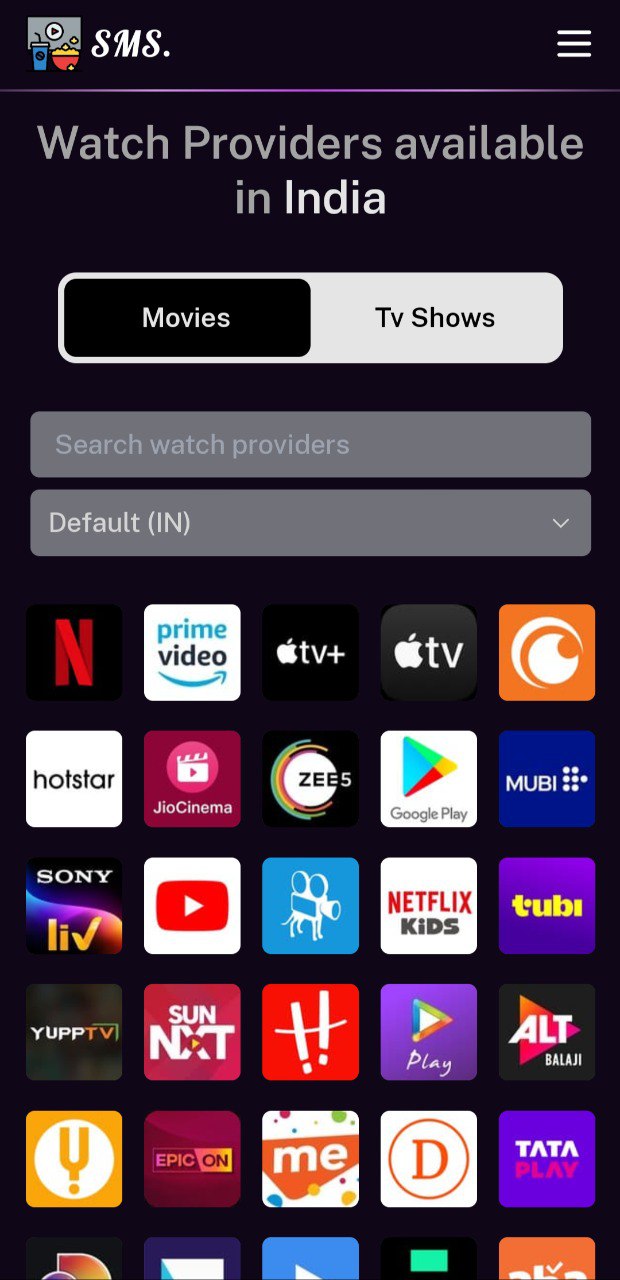 SMS.
Watch Providers available
in India
Movies
Tv Shows
Search watch providers
Default (IN)
N
prime
video
tv+
tv
hotstar
JioCinema
ZEE5
Google Play
MUBI
SONY
liv
NETFLIX
KiDS
tubi
YUPPTV
SUN
NXT
Play
ALT
BALAJI
EPIC ON
me
D
TATA
PLAY